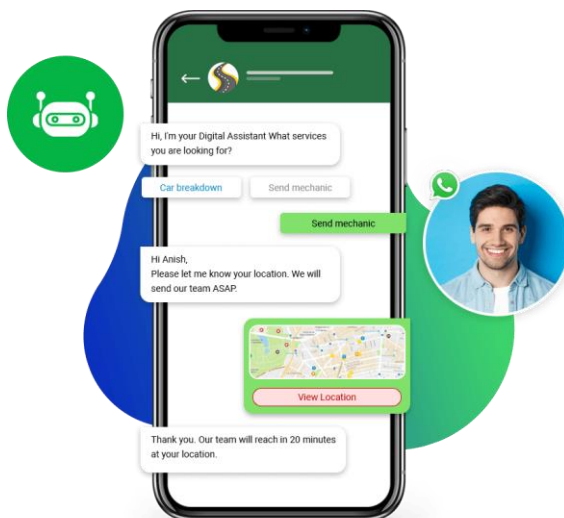 Hi, I'm your Digital Assistant What services
you are looking for?
Car breakdown
Send mechanic
Send mechanic
Hi Anish,
Please let me know your location. We will
send our team ASAP.
View Location
Thank you. Our team will reach in 20 minutes
at your location.